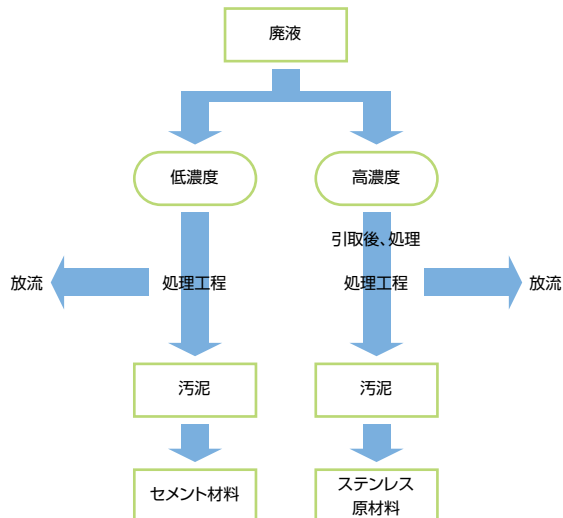 廃液
低濃度
高濃度
引取後、処理
放流
処理工程
処理工程
放流
汚泥
汚泥
セメント材料
ステンレス
原材料